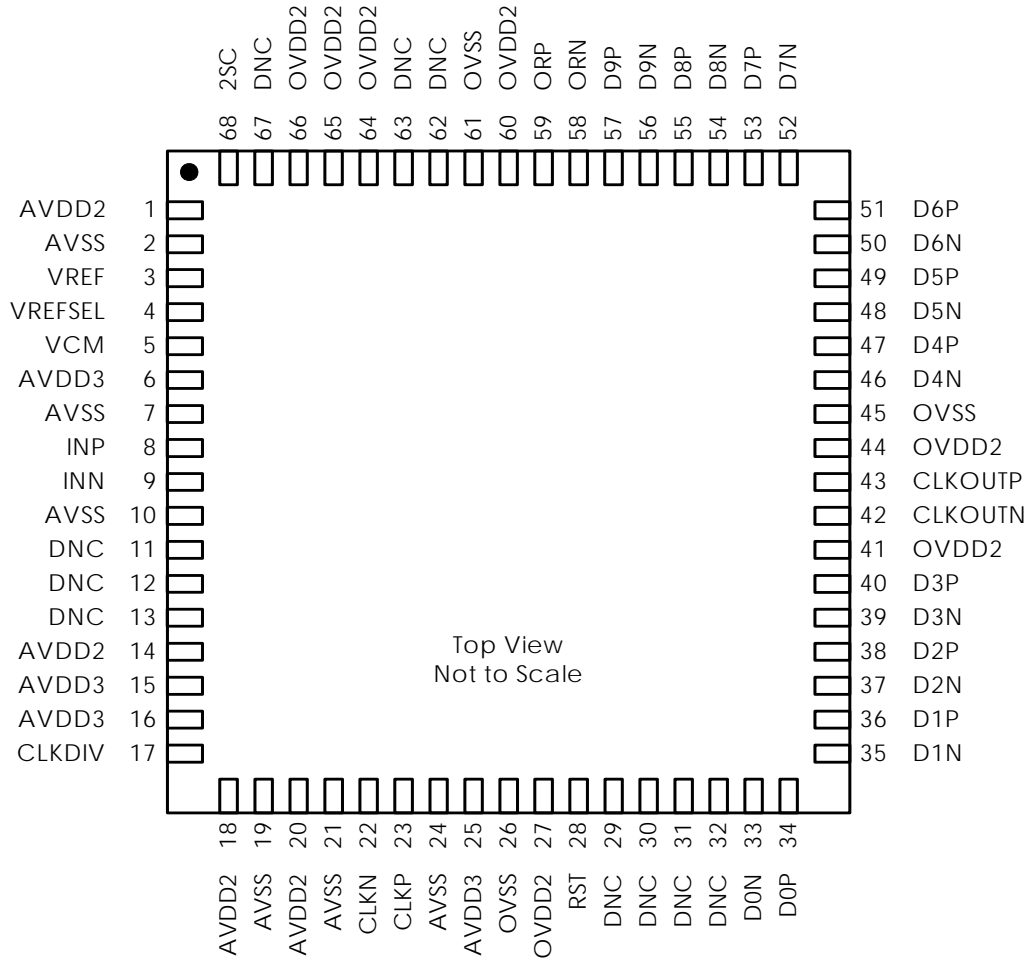 2SC DNC OVDD2 OVDD2 OVDD2 DNC DNC OVSS OVDD2 ORP ORN D9P D9N D8P D8N D7P D7N
68 67 66 65 64 63 62 61 60 59 58 57 56 55 54 53 52
AVDD2 1 51 D6P
AVSS 2 50 D6N
VREF 3 49 D5P
VREFSEL 4 48 D5N
VCM 5 47 D4P
AVDD3 6 46 D4N
AVSS 7 45 OVSS
INP 8 44 OVDD2
INN 9 43 CLKOUTP
AVSS 10 42 CLKOUTN
DNC 11 41 OVDD2
DNC 12 40 D3P
DNC 13 39 D3N
AVDD2 14 38 D2P
AVDD3 15 37 D2N
AVDD3 16 36 D1P
CLKDIV 17 35 D1N
Top View
Not to Scale
18 19 20 21 22 23 24 25 26 27 28 29 30 31 32 33 34
AVDD2 AVSS AVDD2 AVSS CLKN CLKP AVSS AVDD3 OVSS OVDD2 RST DNC DNC DNC DNC D0N D0P